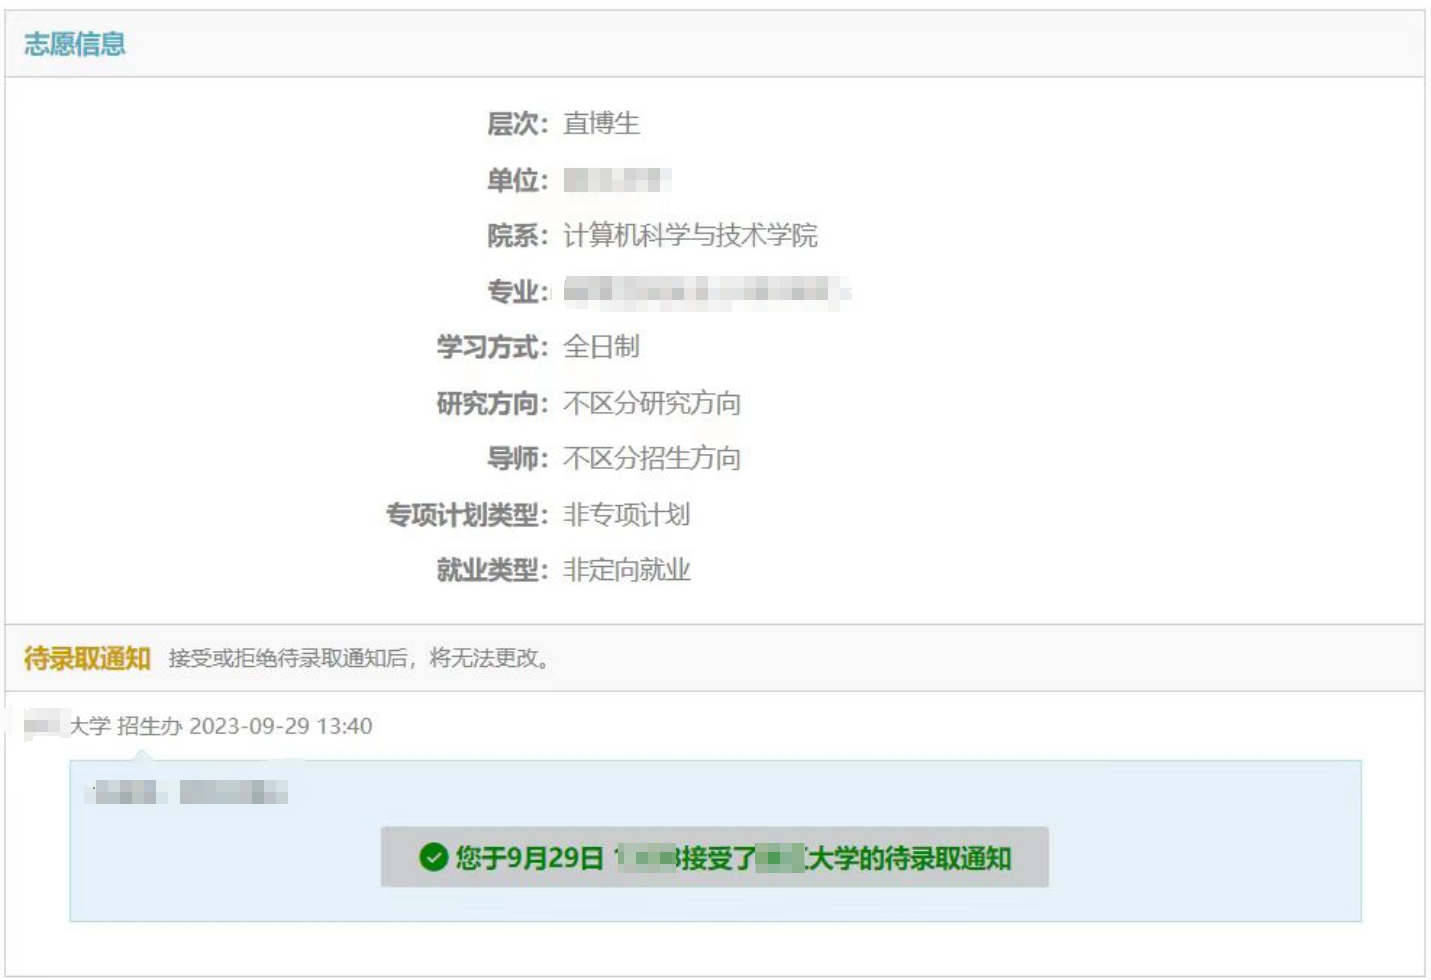 志愿信息
层次：直博生
单位：
院系：计算机科学与技术学院
专业：
学习方式：全日制
研究方向：不区分研究方向
导师：不区分招生方向
专项计划类型：非专项计划
就业类型：非定向就业
待录取通知 接受或拒绝待录取通知后，将无法更改。
大学 招生办 2023-09-29 13:40
您于9月29日 接受了大学的待录取通知